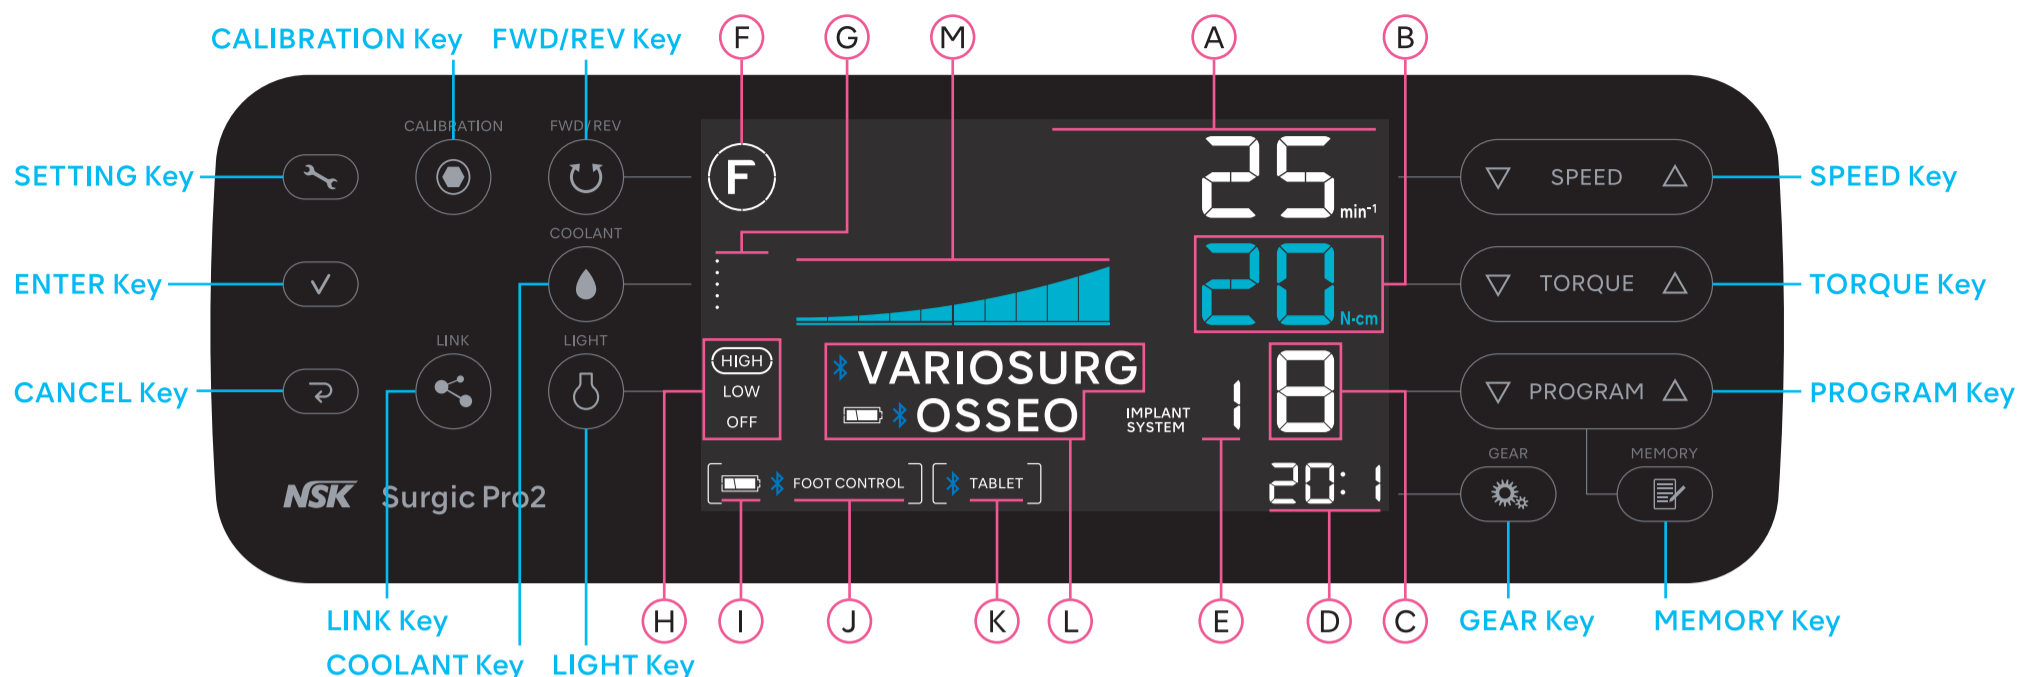 CALIBRATION Key
FWD/REV Key
F
G
M
A
B
CALIBRATION
FWD/REV
SETTING Key
F
25 min-1
SPEED
SPEED Key
COOLANT
ENTER Key
20 N·cm
TORQUE
TORQUE Key
LINK
LIGHT
CANCEL Key
HIGH
LOW
OFF
VARIOSURG
OSSEO
IMPLANT
SYSTEM
1
8
PROGRAM
PROGRAM Key
GEAR
MEMORY
NSK Surgic Pro2
FOOT CONTROL
TABLET
20:1
H
I
J
K
L
E
D
C
LINK Key
GEAR Key
MEMORY Key
COOLANT Key
LIGHT Key